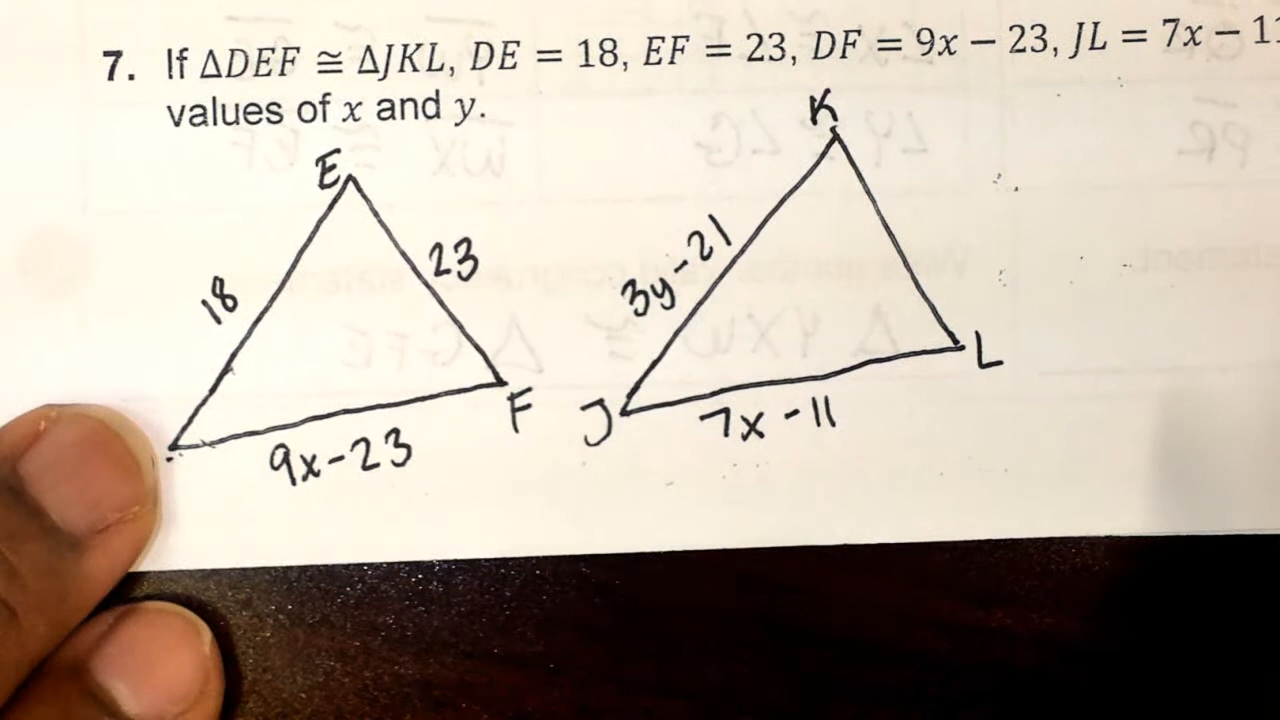 7. If ΔDEF ≅ ΔJKL, DE = 18, EF = 23, DF = 9x − 23, JL = 7x − 11
values of x and y.
K
E
23
3y-21
18
L
F
J
7x-11
9x-23